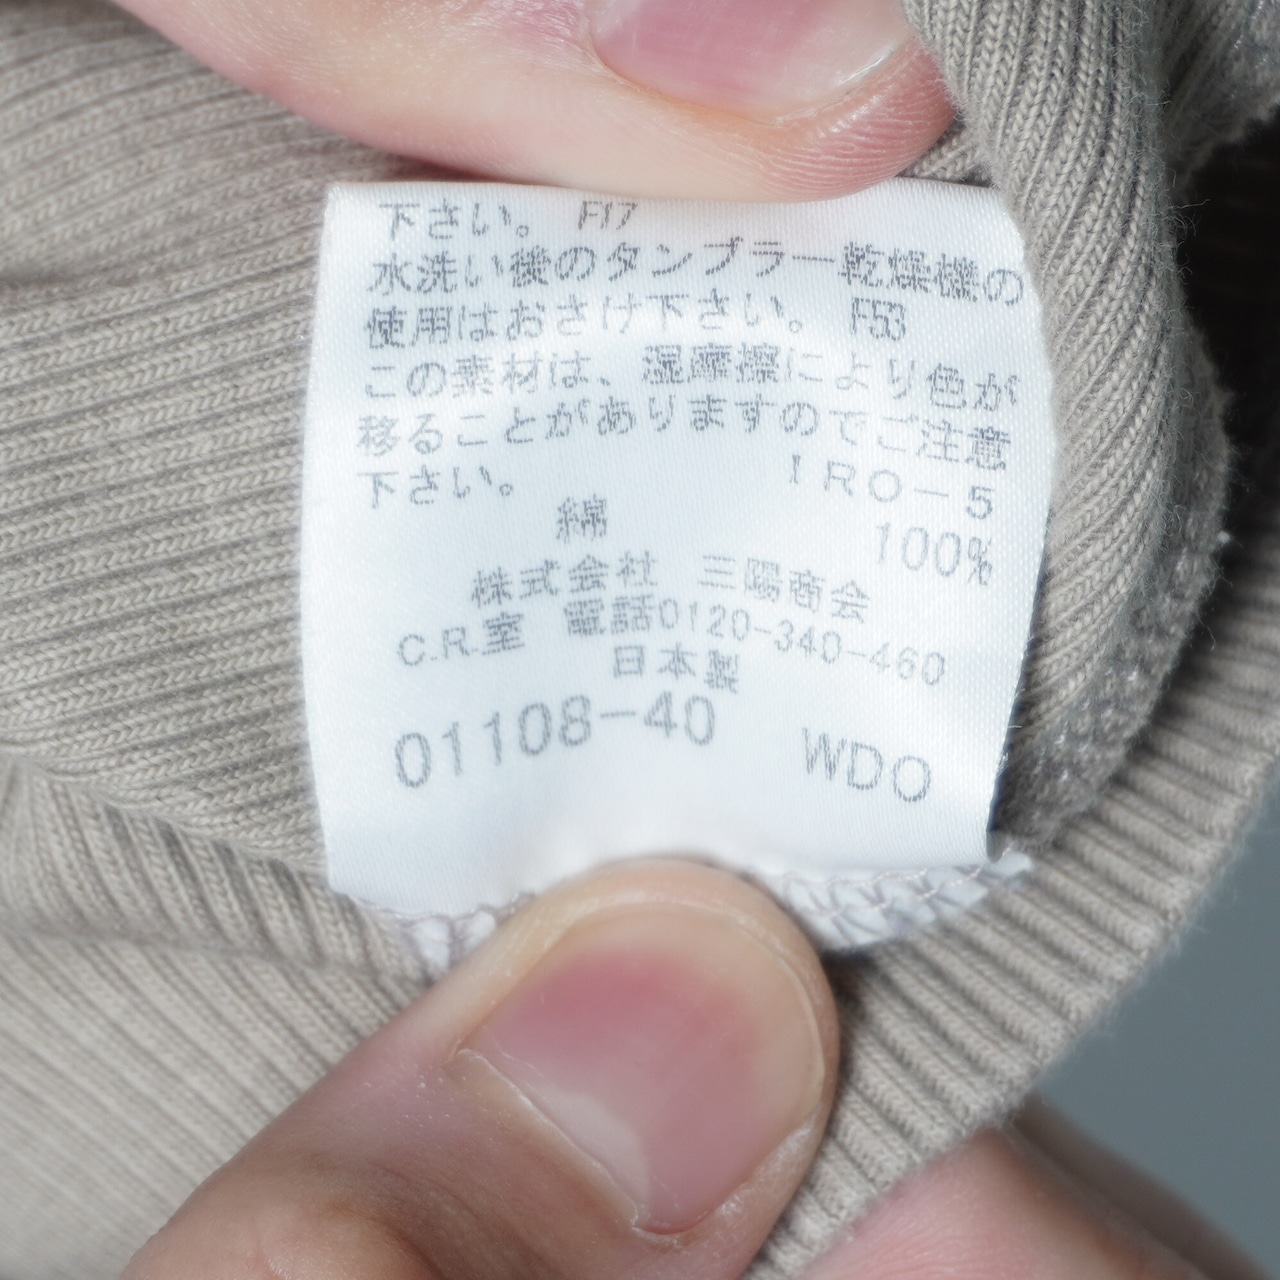 下さい。 F17
水洗い後のタンブラー乾燥機の
使用はおさけ下さい。 F53
この素材は、湿摩擦により色が
移ることがありますのでご注意
下さい。 IRO-5
綿 100%
株式会社 三陽商会
C.R.室 電話0120-340-460
日本製
01108-40 WDO